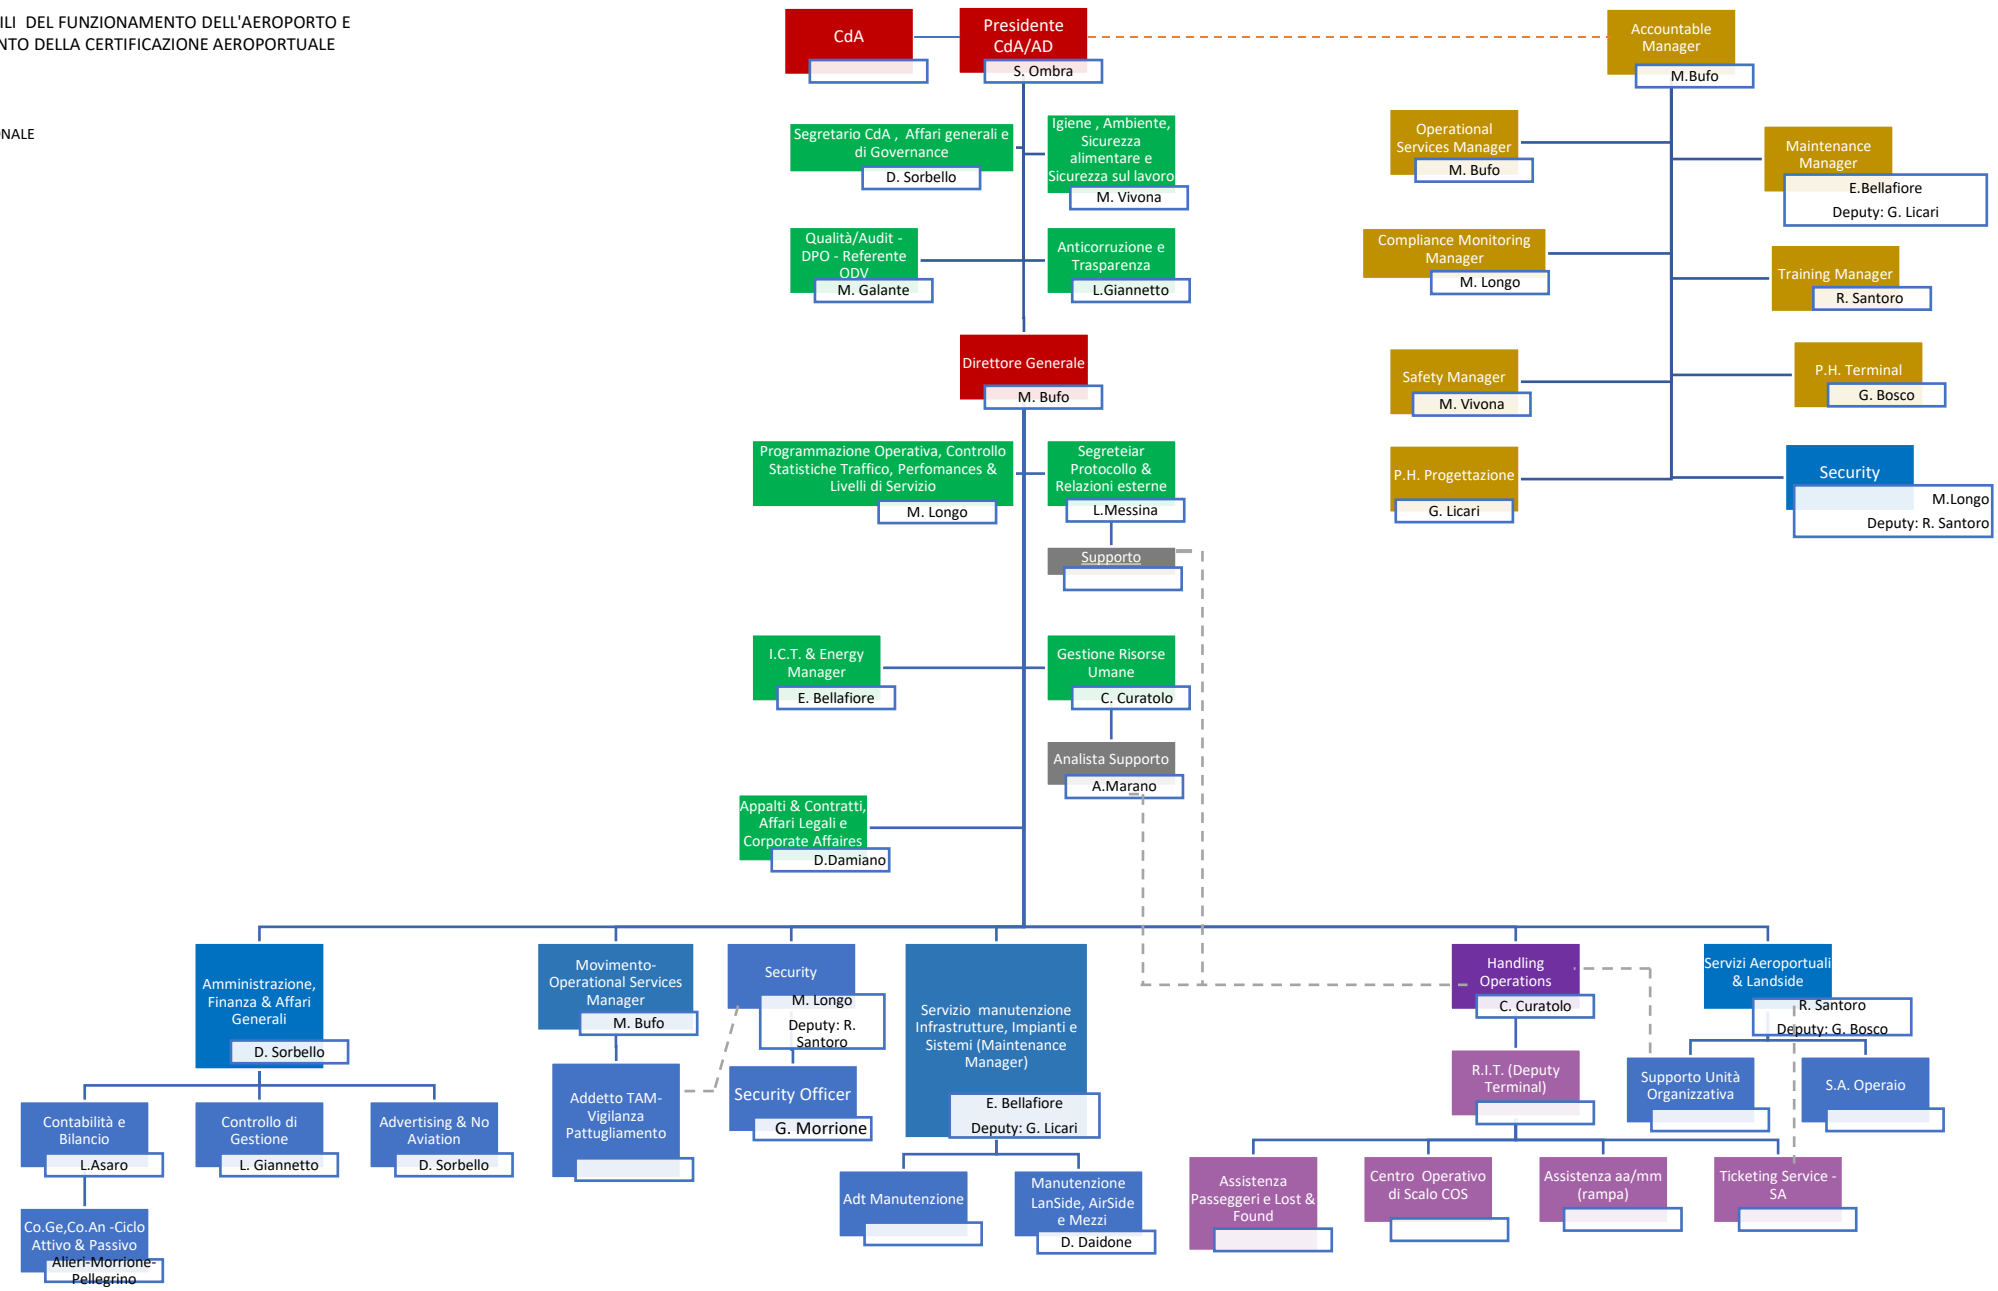 ILI DEL FUNZIONAMENTO DELL'AEROPORTO E
NTO DELLA CERTIFICAZIONE AEROPORTUALE
ONALE
CdA
Presidente
CdA/AD
S. Ombra
Accountable
Manager
M.Bufo
Segretario CdA , Affari generali e
di Governance
D. Sorbello
Igiene , Ambiente,
Sicurezza
alimentare e
Sicurezza sul lavoro
M. Vivona
Operational
Services Manager
M. Bufo
Maintenance
Manager
E.Bellafiore
Deputy: G. Licari
Qualità/Audit -
DPO - Referente
ODV
M. Galante
Anticorruzione e
Trasparenza
L.Giannetto
Compliance Monitoring
Manager
M. Longo
Training Manager
R. Santoro
Direttore Generale
M. Bufo
Safety Manager
M. Vivona
P.H. Terminal
G. Bosco
Programmazione Operativa, Controllo
Statistiche Traffico, Perfomances &
Livelli di Servizio
M. Longo
Segreteiar
Protocollo &
Relazioni esterne
L.Messina
P.H. Progettazione
G. Licari
Security
M.Longo
Deputy: R. Santoro
Supporto
I.C.T. & Energy
Manager
E. Bellafiore
Gestione Risorse
Umane
C. Curatolo
Analista Supporto
A.Marano
Appalti & Contratti,
Affari Legali e
Corporate Affaires
D.Damiano
Amministrazione,
Finanza & Affari
Generali
D. Sorbello
Movimento-
Operational Services
Manager
M. Bufo
Security
M. Longo
Deputy: R.
Santoro
Servizio manutenzione
Infrastrutture, Impianti e
Sistemi (Maintenance
Manager)
E. Bellafiore
Deputy: G. Licari
Handling
Operations
C. Curatolo
Servizi Aeroportuali
& Landside
R. Santoro
Deputy: G. Bosco
Contabilità e
Bilancio
L.Asaro
Controllo di
Gestione
L. Giannetto
Advertising & No
Aviation
D. Sorbello
Addetto TAM-
Vigilanza
Pattugliamento
Security Officer
G. Morrione
R.I.T. (Deputy
Terminal)
Supporto Unità
Organizzativa
S.A. Operaio
Co.Ge,Co.An -Ciclo
Attivo & Passivo
Alieri-Morrione-
Pellegrino
Adt Manutenzione
Manutenzione
LanSide, AirSide
e Mezzi
D. Daidone
Assistenza
Passeggeri e Lost &
Found
Centro Operativo
di Scalo COS
Assistenza aa/mm
(rampa)
Ticketing Service -
SA